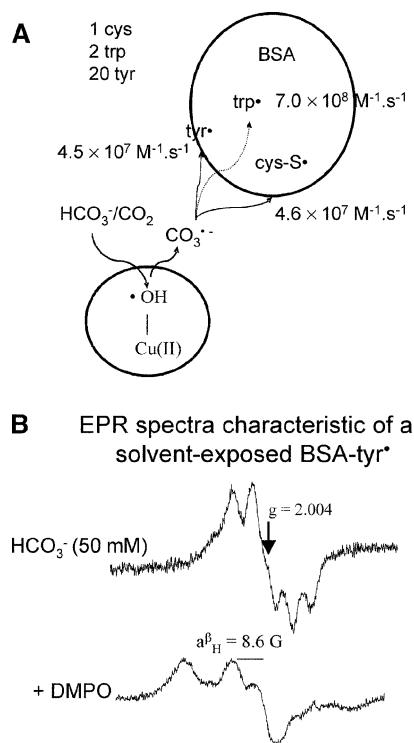 A
1 cys
2 trp
20 tyr
BSA
trp• 7.0 × 10⁸ M⁻¹.s⁻¹
tyr•
4.5 × 10⁷ M⁻¹.s⁻¹
cys-S•
HCO₃⁻/CO₂
4.6 × 10⁷ M⁻¹.s⁻¹
CO₃•⁻
• OH
Cu(II)
B EPR spectra characteristic of a
solvent-exposed BSA-tyr•
g = 2.004
HCO₃⁻ (50 mM)
aᵝH = 8.6 G
+ DMPO